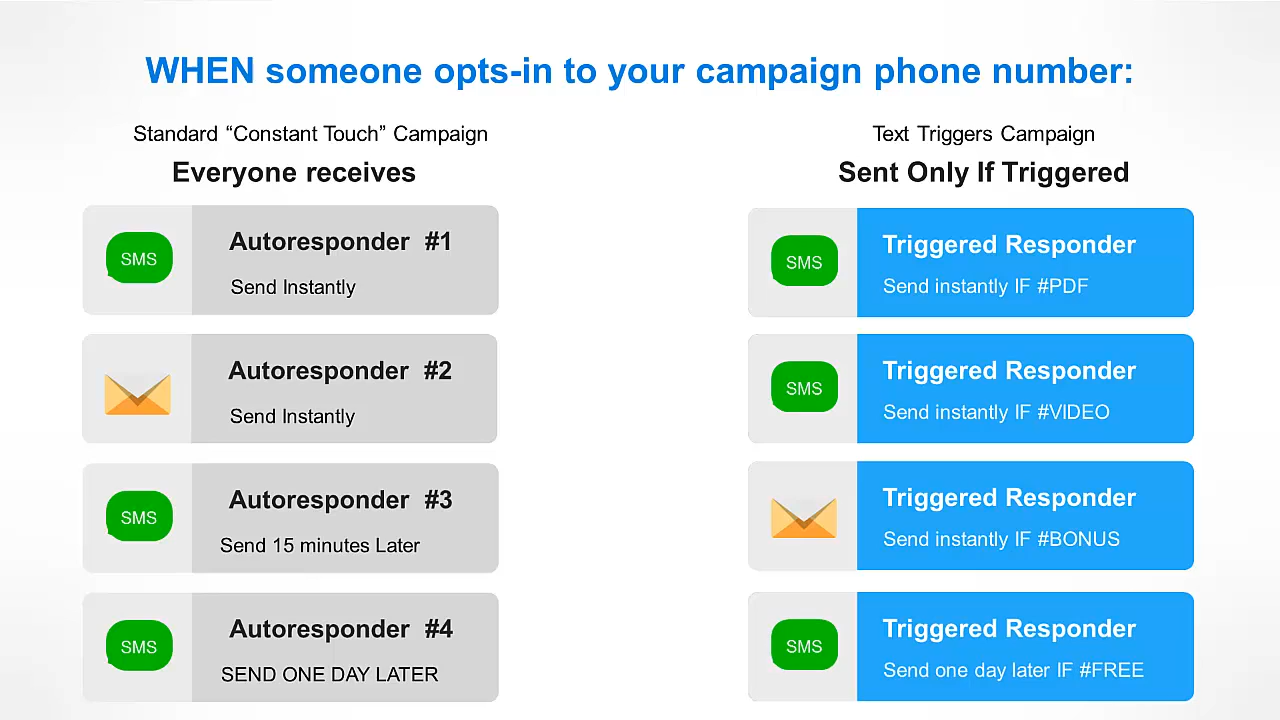 WHEN someone opts-in to your campaign phone number:
Standard “Constant Touch” Campaign
Everyone receives
SMS
Autoresponder #1
Send Instantly
Autoresponder #2
Send Instantly
SMS
Autoresponder #3
Send 15 minutes Later
SMS
Autoresponder #4
SEND ONE DAY LATER
Text Triggers Campaign
Sent Only If Triggered
SMS
Triggered Responder
Send instantly IF #PDF
SMS
Triggered Responder
Send instantly IF #VIDEO
Triggered Responder
Send instantly IF #BONUS
SMS
Triggered Responder
Send one day later IF #FREE